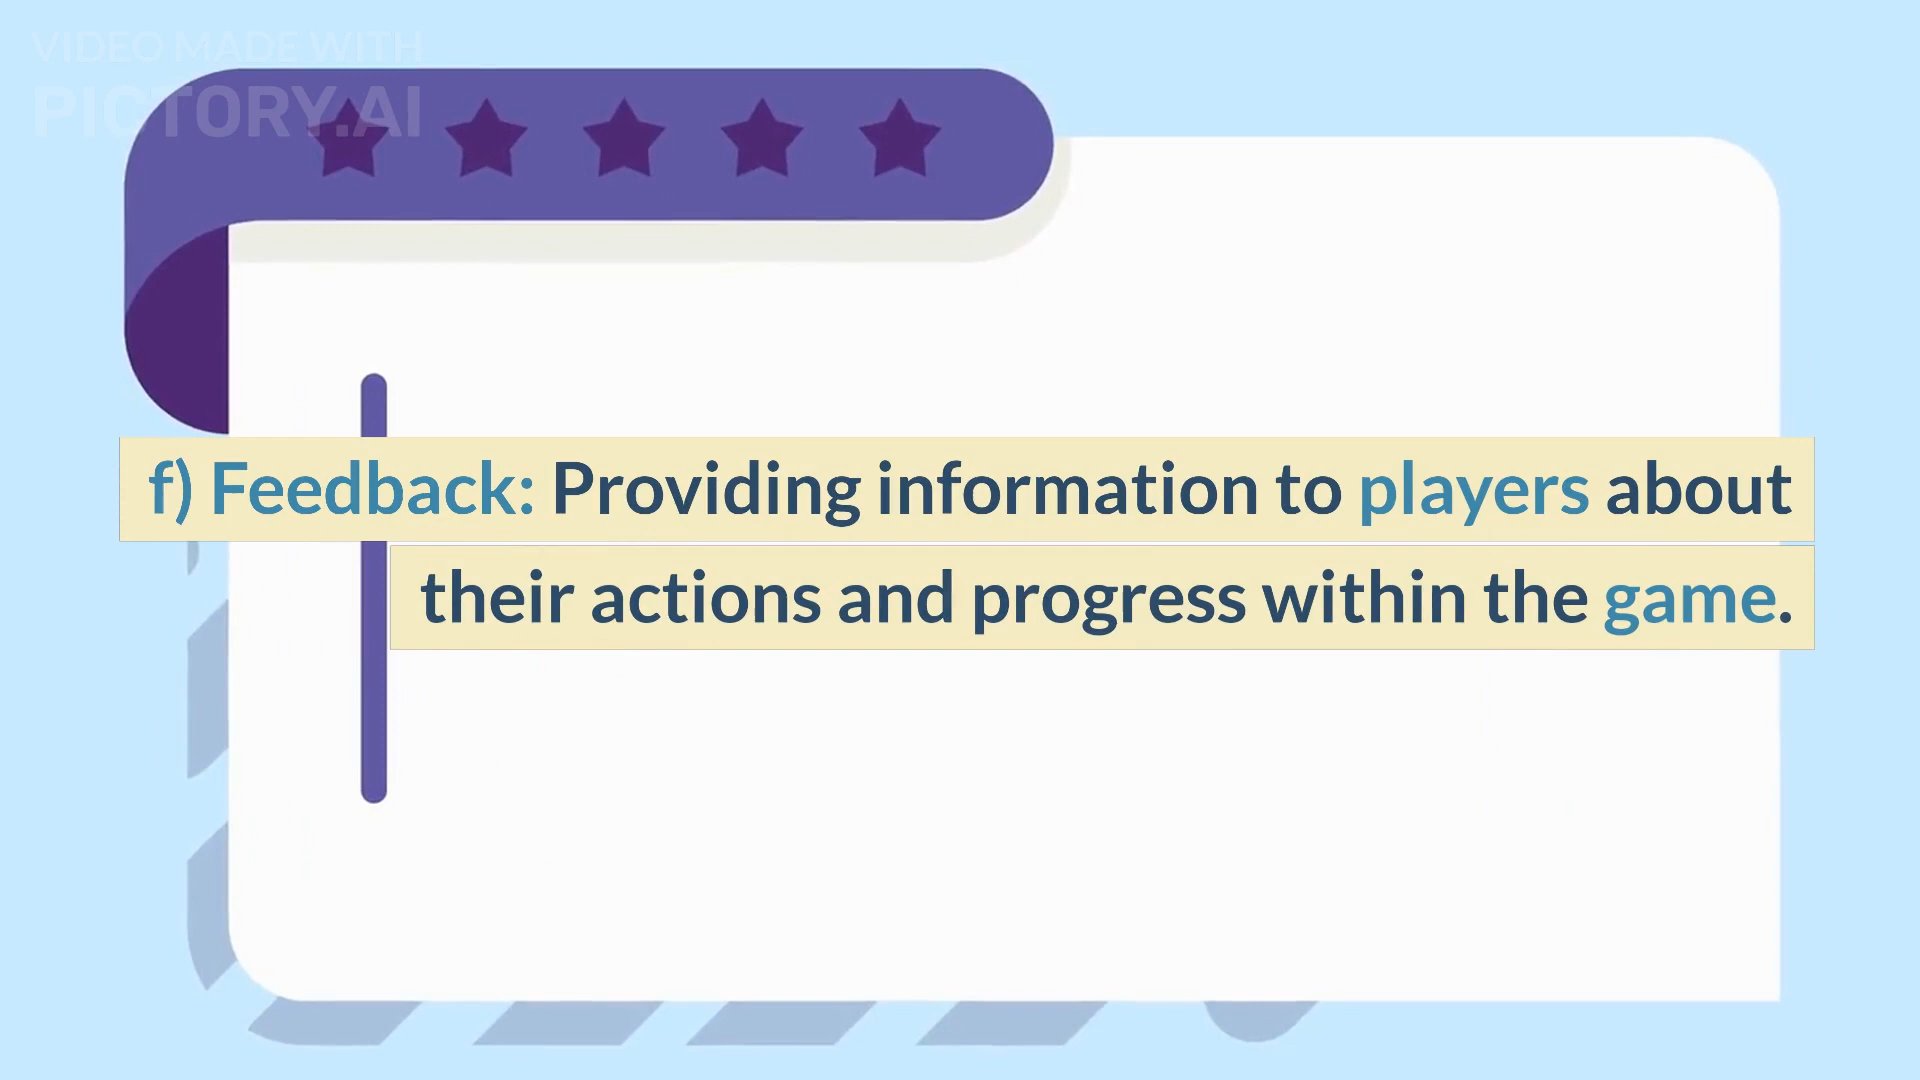 VIDEO MADE WITH
PICTORY.AI
f) Feedback: Providing information to players about
their actions and progress within the game.